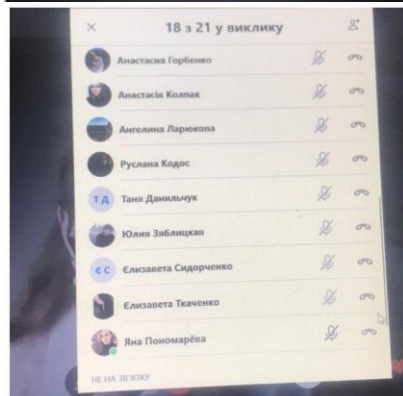 18 з 21 у виклику
Анастасия Горбенко
Анастасія Колпак
Ангелина Ларюкова
Руслана Кодос
ТД Таня Данильчук
Юлия Зяблицкая
ЄС Єлизавета Сидорченко
Єлизавета Ткаченко
Яна Пономарёва
НЕ НА ЗВ'ЯЗКУ